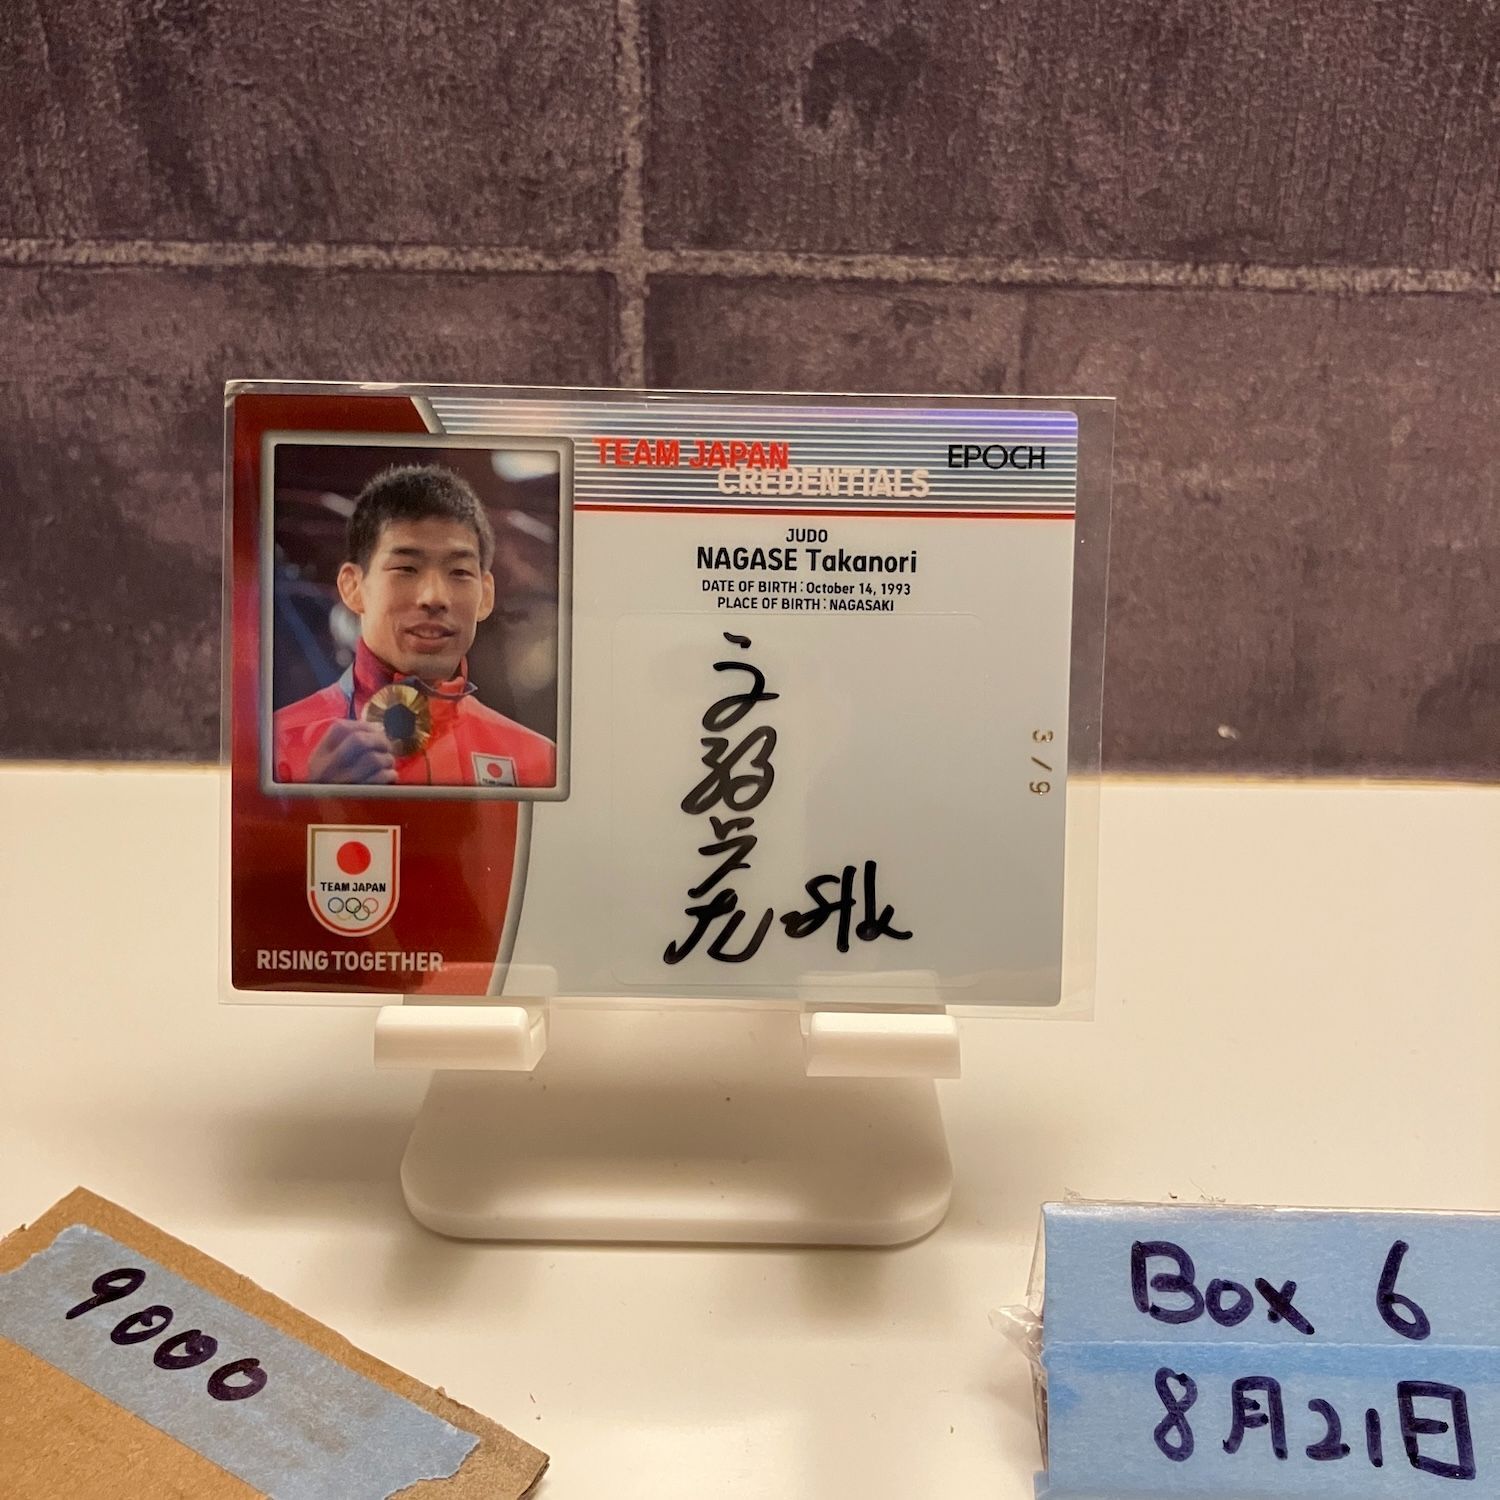 TEAM JAPAN
CREDENTIALS
EPOCH
JUDO
NAGASE Takanori
DATE OF BIRTH : October 14, 1993
PLACE OF BIRTH : NAGASAKI
3/9
TEAM JAPAN
RISING TOGETHER
9000
Box 6
8月21日